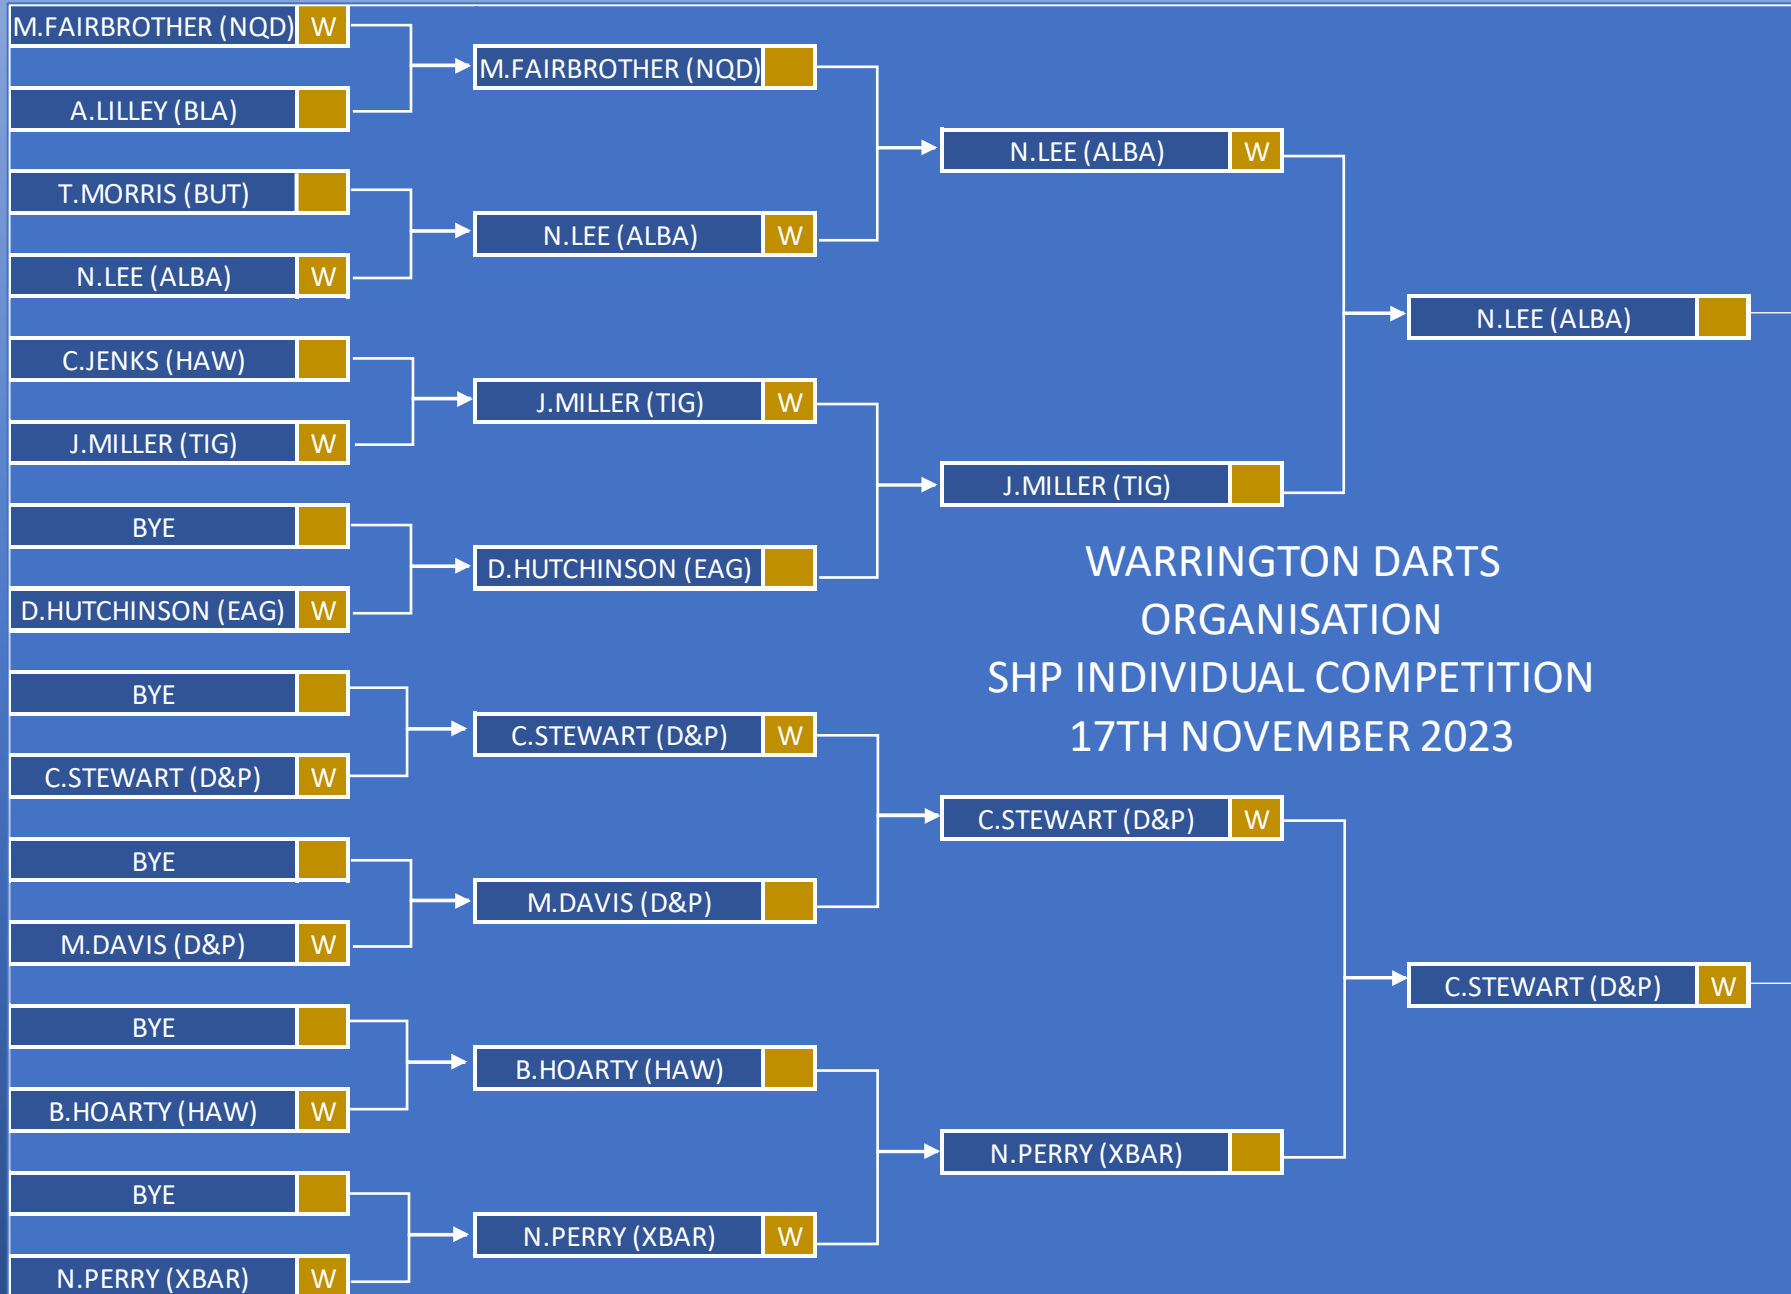 M.FAIRBROTHER (NQD) W
A.LILLEY (BLA)
T.MORRIS (BUT)
N.LEE (ALBA) W
C.JENKS (HAW)
J.MILLER (TIG) W
BYE
D.HUTCHINSON (EAG) W
BYE
C.STEWART (D&P) W
BYE
M.DAVIS (D&P) W
BYE
B.HOARTY (HAW) W
BYE
N.PERRY (XBAR) W
M.FAIRBROTHER (NQD)
N.LEE (ALBA) W
J.MILLER (TIG) W
D.HUTCHINSON (EAG)
C.STEWART (D&P) W
M.DAVIS (D&P)
B.HOARTY (HAW)
N.PERRY (XBAR) W
N.LEE (ALBA) W
J.MILLER (TIG)
C.STEWART (D&P) W
N.PERRY (XBAR)
N.LEE (ALBA)
C.STEWART (D&P) W
WARRINGTON DARTS
ORGANISATION
SHP INDIVIDUAL COMPETITION
17TH NOVEMBER 2023